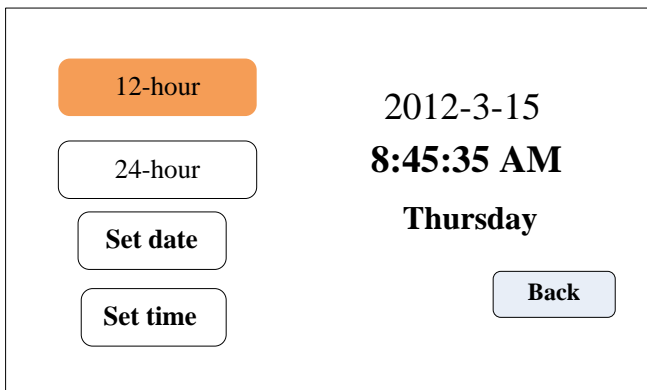 12-hour
24-hour
Set date
Set time
2012-3-15
8:45:35 AM
Thursday
Back